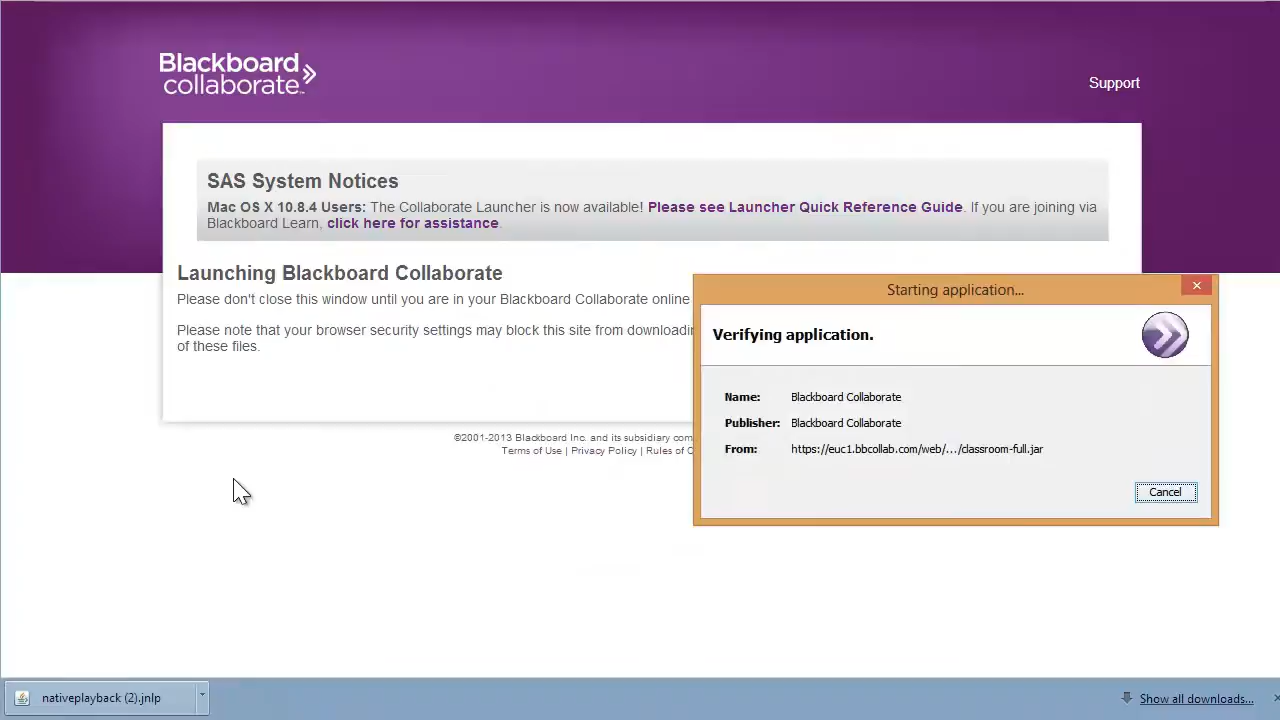 Blackboard
collaborate™
Support
SAS System Notices
Mac OS X 10.8.4 Users: The Collaborate Launcher is now available! Please see Launcher Quick Reference Guide. If you are joining via
Blackboard Learn, click here for assistance.
Launching Blackboard Collaborate
Please don't close this window until you are in your Blackboard Collaborate online
Please note that your browser security settings may block this site from
of these files.
©2001-2013 Blackboard Inc. and its subsidiary
Terms of Use | Privacy Policy | Rules of
Starting application...
Verifying application.
Name: Blackboard Collaborate
Publisher: Blackboard Collaborate
From: https://euc1.bbcollab.com/web/.../classroom-full.jar
Cancel
nativeplayback (2).jnlp
Show all downloads...